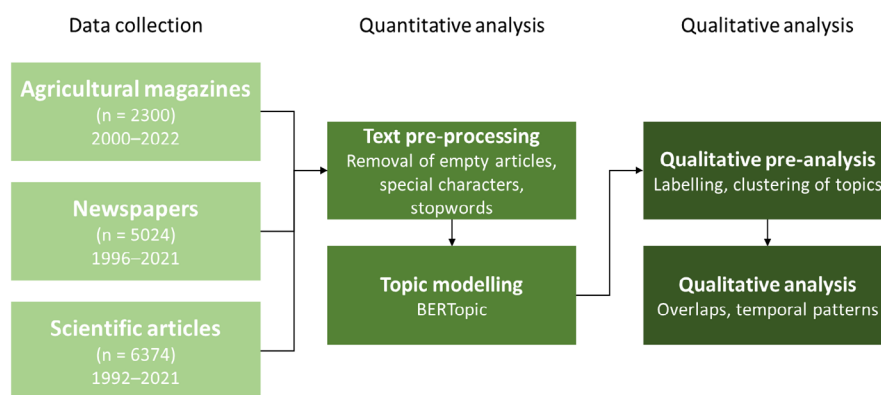 Data collection
Agricultural magazines
(n = 2300)
2000–2022
Newspapers
(n = 5024)
1996–2021
Scientific articles
(n = 6374)
1992–2021
Quantitative analysis
Text pre-processing
Removal of empty articles,
special characters,
stopwords
Topic modelling
BERTopic
Qualitative analysis
Qualitative pre-analysis
Labelling, clustering of topics
Qualitative analysis
Overlaps, temporal patterns